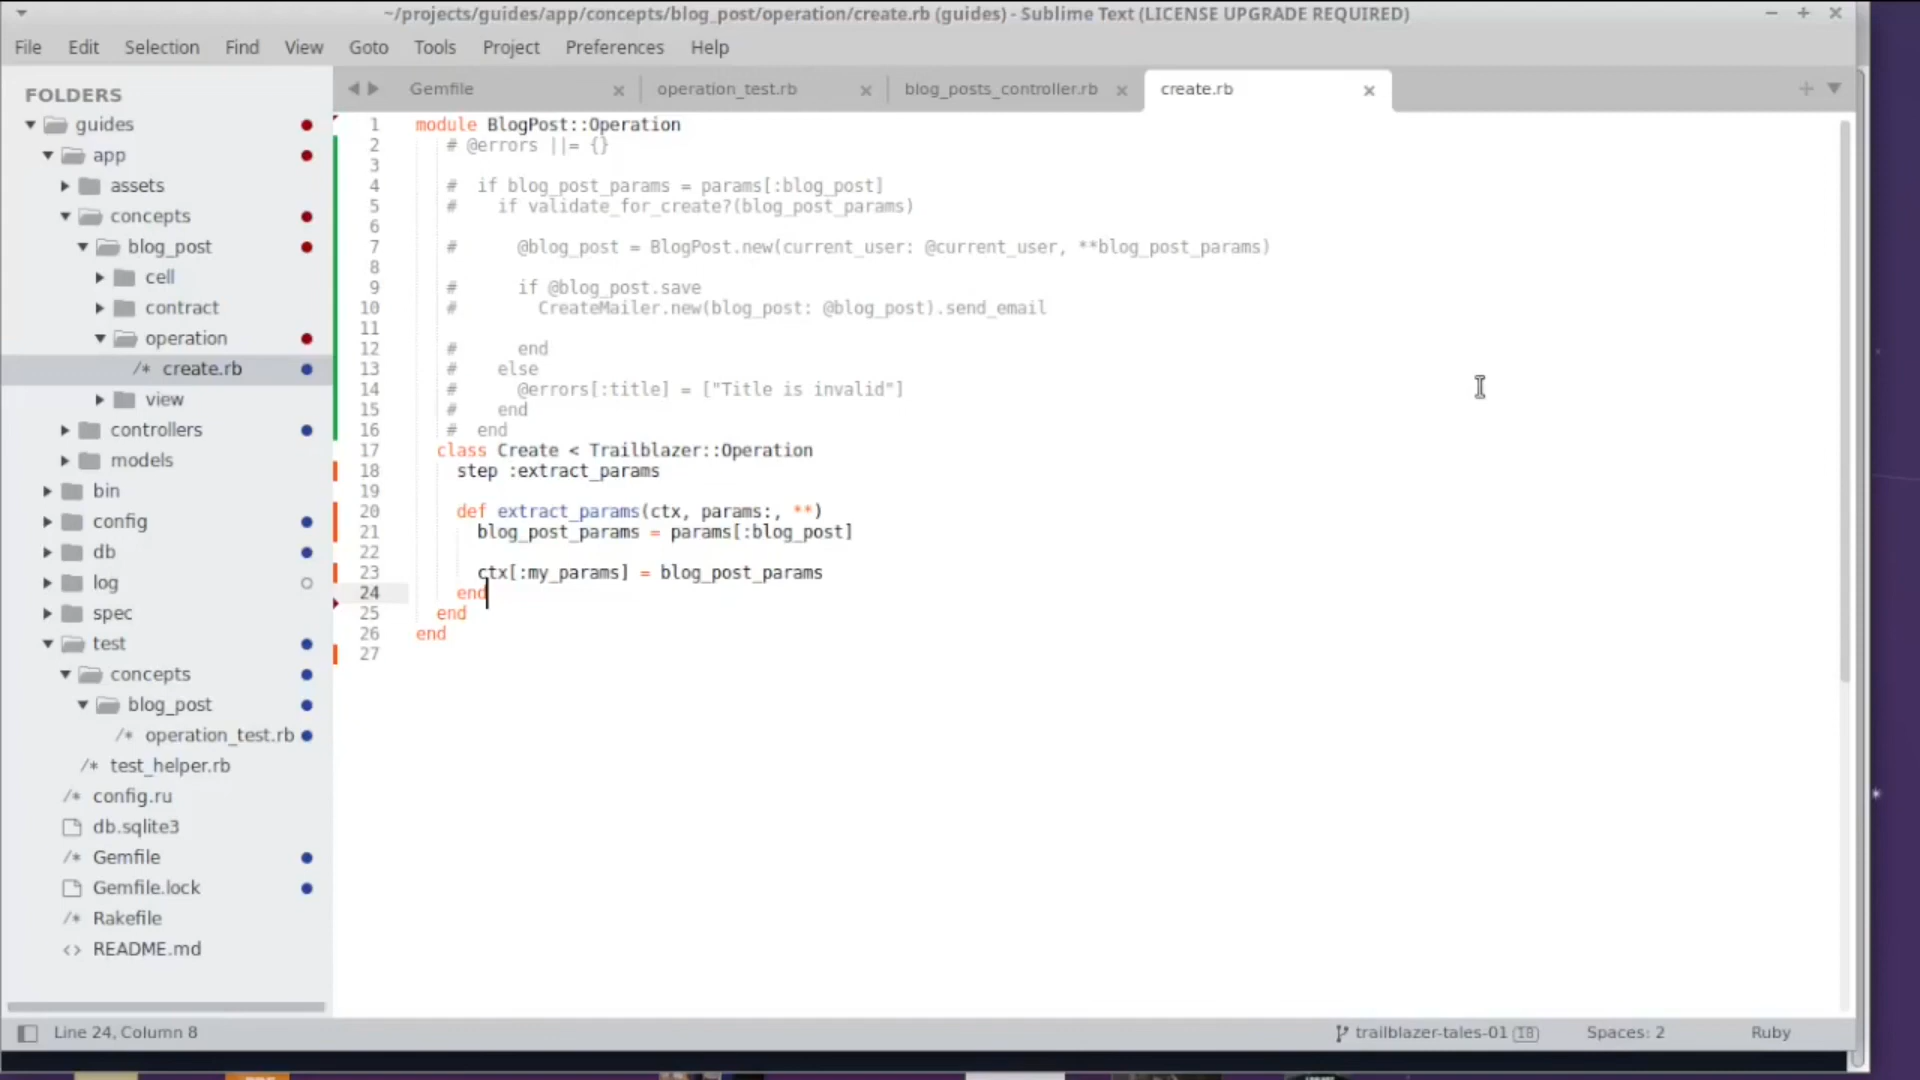 ~/projects/guides/app/concepts/blog_post/operation/create.rb (guides) - Sublime Text (LICENSE UPGRADE REQUIRED)
File Edit Selection Find View Goto Tools Project Preferences Help
FOLDERS
guides
app
assets
concepts
blog_post
cell
contract
operation
/* create.rb
view
controllers
models
bin
config
db
log
spec
test
concepts
blog_post
/* operation_test.rb
/* test_helper.rb
/* config.ru
db.sqlite3
/* Gemfile
Gemfile.lock
/* Rakefile
<> README.md
Gemfile operation_test.rb blog_posts_controller.rb create.rb
1 module BlogPost::Operation
2 # @errors ||= {}
3
4 # if blog_post_params = params[:blog_post]
5 # if validate_for_create?(blog_post_params)
6
7 # @blog_post = BlogPost.new(current_user: @current_user, **blog_post_params)
8
9 # if @blog_post.save
10 # CreateMailer.new(blog_post: @blog_post).send_email
11
12 # end
13 # else
14 # @errors[:title] = ["Title is invalid"]
15 # end
16 # end
17 class Create < Trailblazer::Operation
18 step :extract_params
19
20 def extract_params(ctx, params:, **)
21 blog_post_params = params[:blog_post]
22
23 ctx[:my_params] = blog_post_params
24 end
25 end
26 end
27
Line 24, Column 8 trailblazer-tales-01 18 Spaces: 2 Ruby